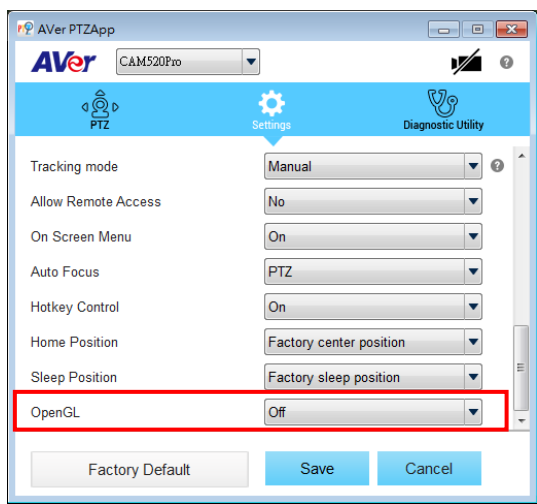 AVer PTZApp
AVer CAM520Pro ?
PTZ Settings Diagnostic Utility
Tracking mode Manual ?
Allow Remote Access No
On Screen Menu On
Auto Focus PTZ
Hotkey Control On
Home Position Factory center position
Sleep Position Factory sleep position
OpenGL Off
Factory Default Save Cancel